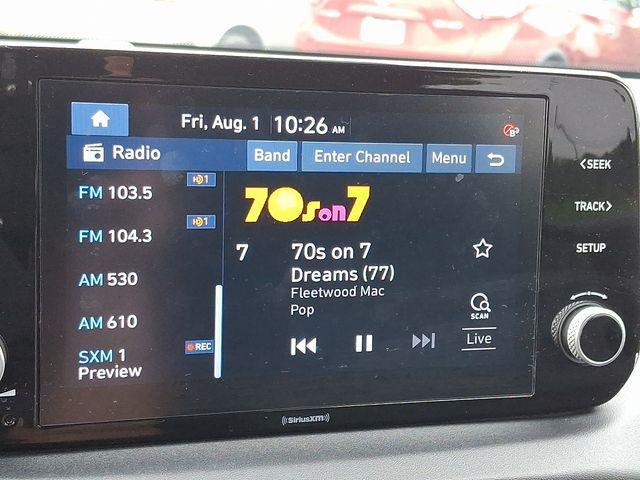 Fri, Aug. 1 10:26 AM
Radio Band Enter Channel Menu
FM 103.5 HD1
FM 104.3 HD1
AM 530
AM 610
SXM 1 REC
Preview
70s on 7
7 70s on 7
Dreams (77)
Fleetwood Mac
Pop
SCAN
Live
<SEEK
TRACK>
SETUP
((SiriusXM))